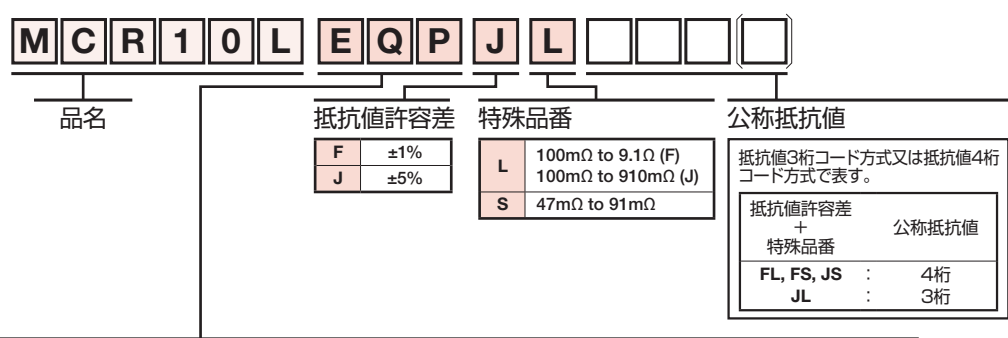 MCR10L EQP J L
品名
抵抗値許容差
F ±1%
J ±5%
特殊品番
L 100mΩ to 9.1Ω (F)
100mΩ to 910mΩ (J)
S 47mΩ to 91mΩ
公称抵抗値
抵抗値3桁コード方式又は抵抗値4桁
コード方式で表す。
抵抗値許容差
+
特殊品番
公称抵抗値
FL, FS, JS : 4桁
JL : 3桁